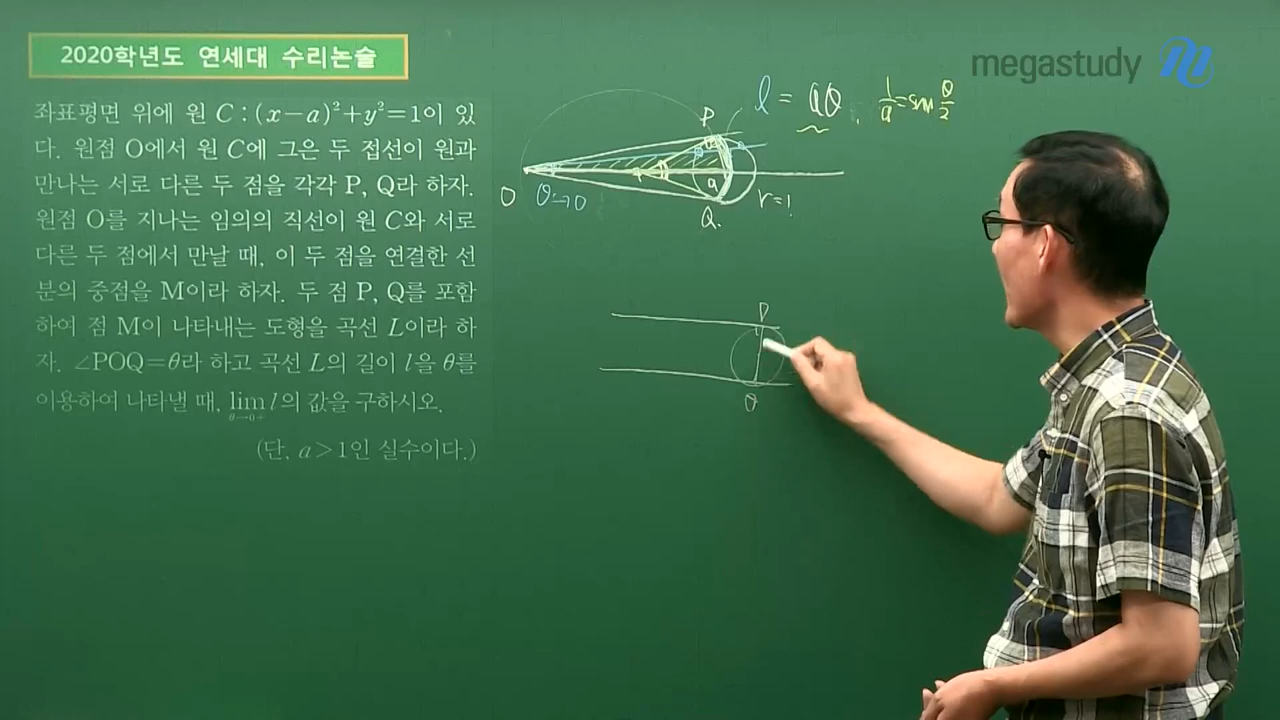 2020학년도 연세대 수리논술
megastudy
좌표평면 위에 원 C : (x-a)²+y²=1이 있
다. 원점 O에서 원 C에 그은 두 접선이 원과
만나는 서로 다른 두 점을 각각 P, Q라 하자.
원점 O를 지나는 임의의 직선이 원 C와 서로
다른 두 점에서 만날 때, 이 두 점을 연결한 선
분의 중점을 M이라 하자. 두 점 P, Q를 포함
하여 점 M이 나타내는 도형을 곡선 L이라 하
자. ∠POQ=θ라 하고 곡선 L의 길이 l을 θ를
이용하여 나타낼 때, lim l의 값을 구하시오.
θ→0+
(단, a>1인 실수이다.)
l = aθ, 1/a = sin θ/2
P
O
θ→0
a
r=1
Q
P
Q